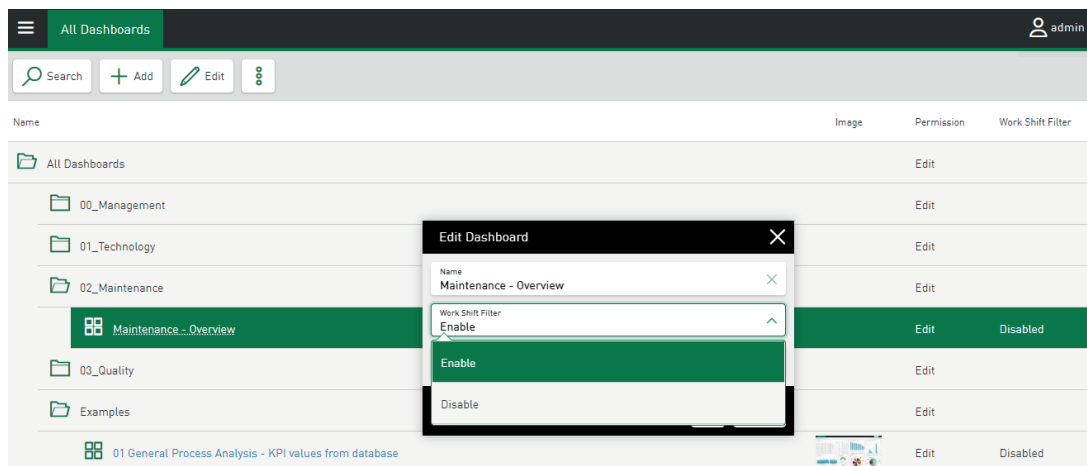 All Dashboards
admin
Search
Add
Edit
Name Image Permission Work Shift Filter
All Dashboards Edit
00_Management Edit
01_Technology Edit
02_Maintenance Edit
Maintenance - Overview Edit Disabled
03_Quality Edit
Examples Edit
01 General Process Analysis - KPI values from database Edit Disabled
Edit Dashboard
Name
Maintenance - Overview
Work Shift Filter
Enable
Enable
Disable